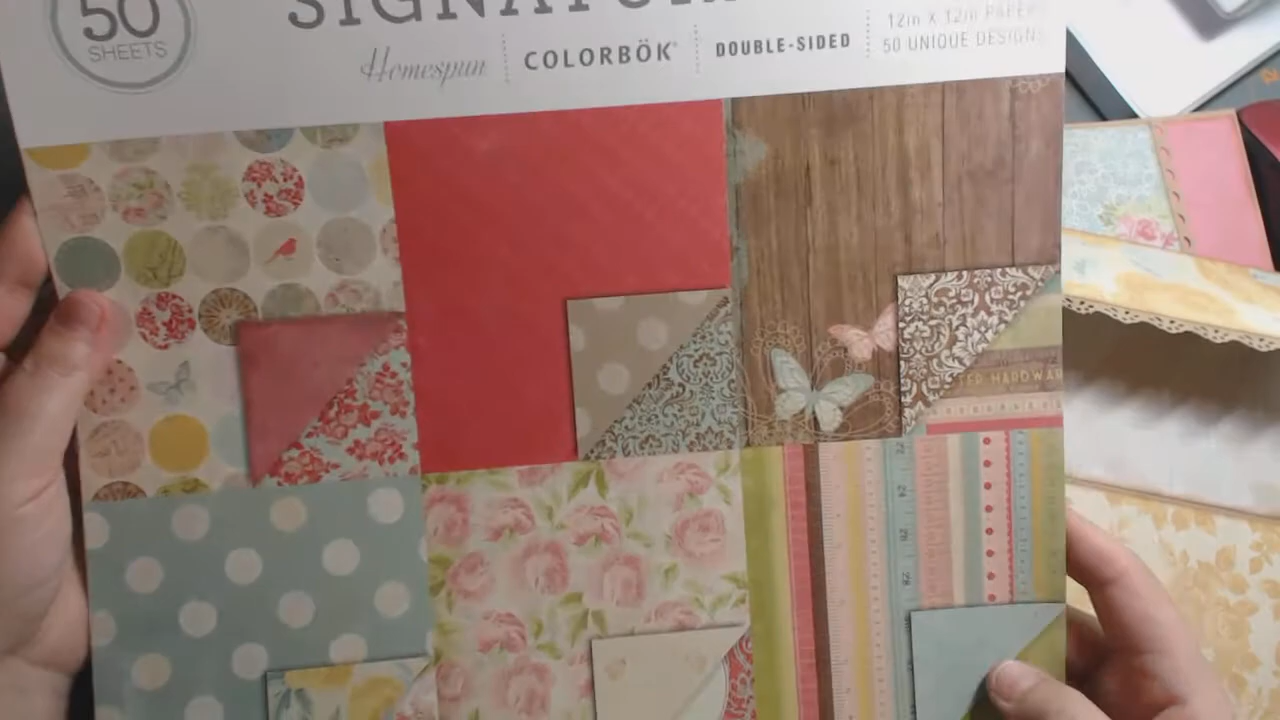 50
SHEETS
Homespun
COLORBÖK
DOUBLE-SIDED
12in X 12in PAPER
50 UNIQUE DESIGNS